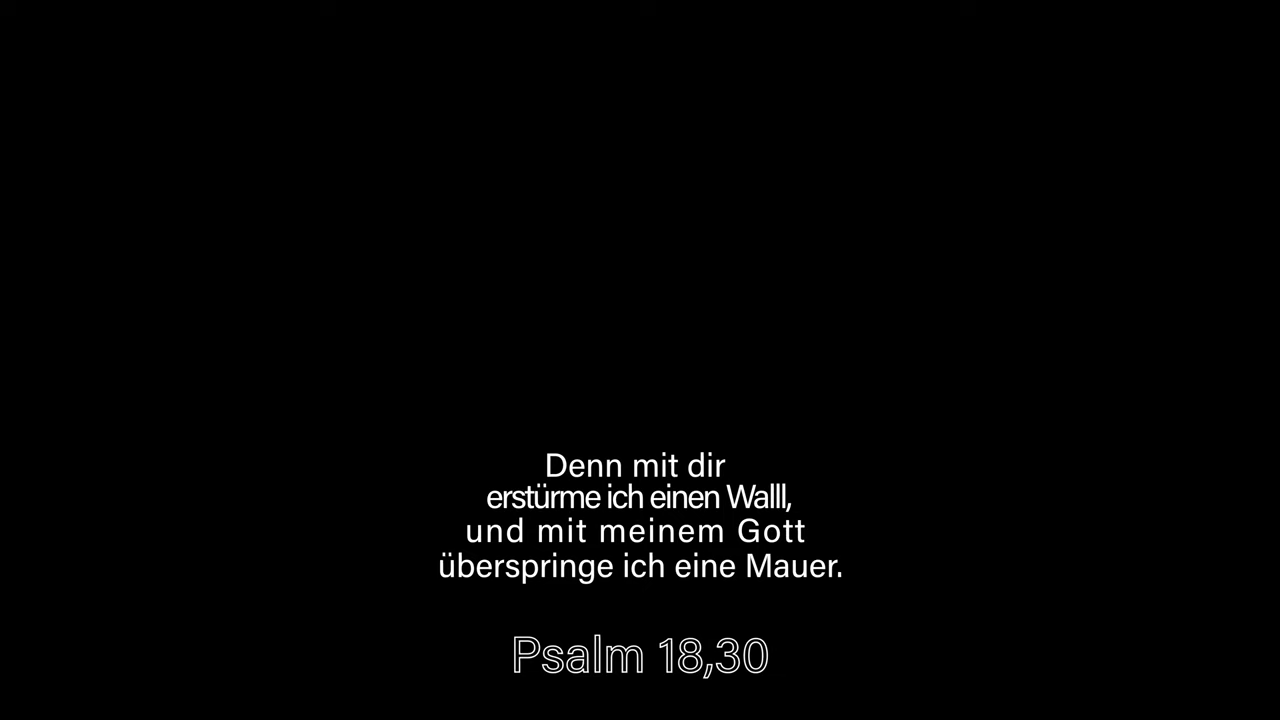 Denn mit dir
erstürme ich einen Walll,
und mit meinem Gott
überspringe ich eine Mauer.
Psalm 18,30